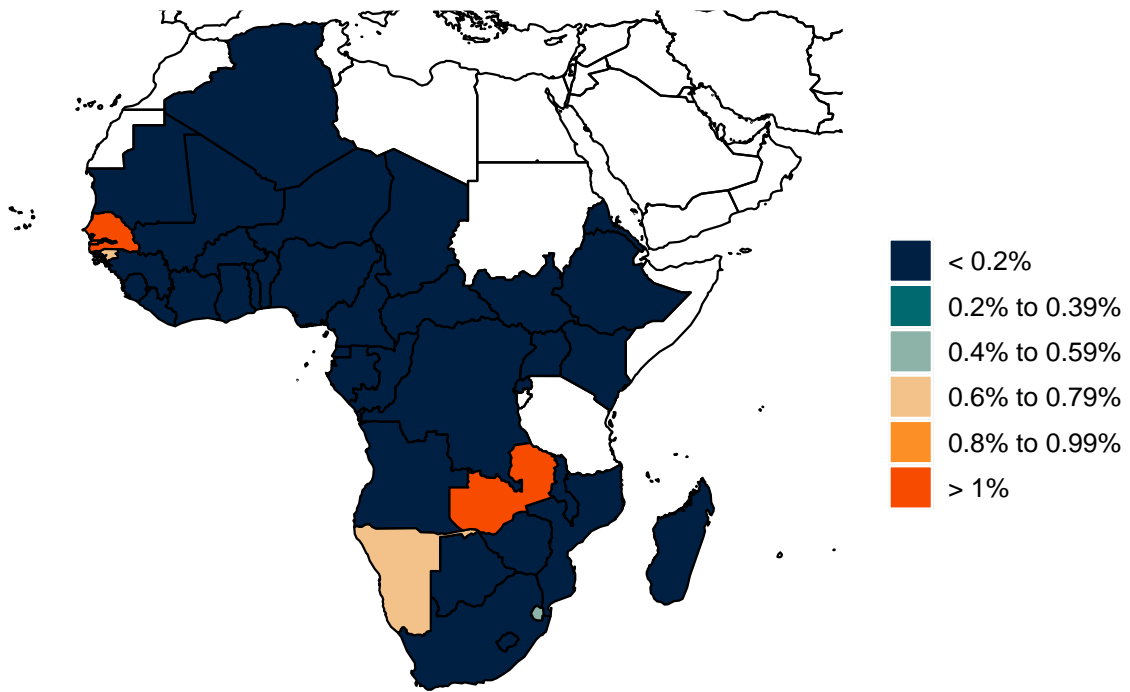 < 0.2%
0.2% to 0.39%
0.4% to 0.59%
0.6% to 0.79%
0.8% to 0.99%
> 1%